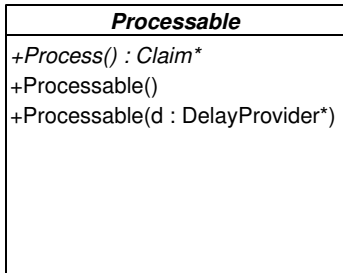 Processable
+Process() : Claim*
+Processable()
+Processable(d : DelayProvider*)